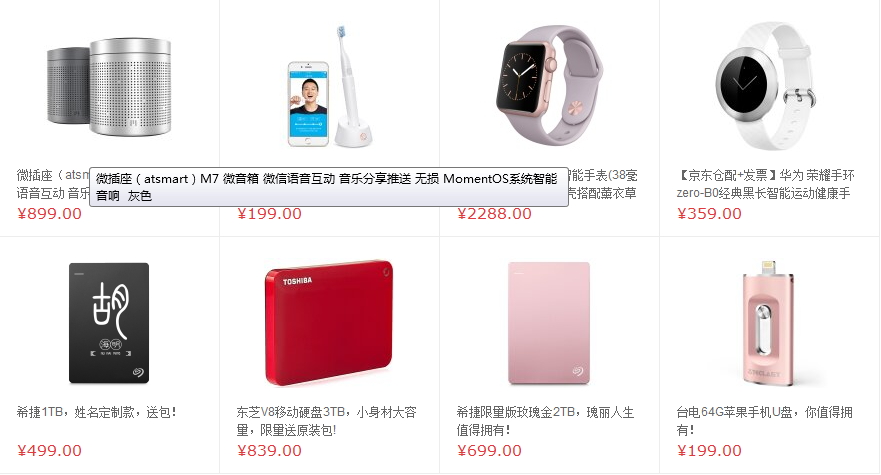 微插座（atsm
语音互动 音乐
¥899.00
微插座（atsmart）M7 微音箱 微信语音互动 音乐分享推送 无损 MomentOS系统智能
音响 灰色
¥199.00
智能手表(38毫
壳搭配薰衣草
¥2288.00
【京东仓配+发票】华为 荣耀手环
zero-B0经典黑长智能运动健康手
¥359.00
胡
海明
希捷1TB，姓名定制款，送包！
¥499.00
TOSHIBA
东芝V8移动硬盘3TB，小身材大容
量，限量送原装包!
¥839.00
希捷限量版玫瑰金2TB，瑰丽人生
值得拥有！
¥699.00
台电64G苹果手机U盘，你值得拥
有！
¥199.00